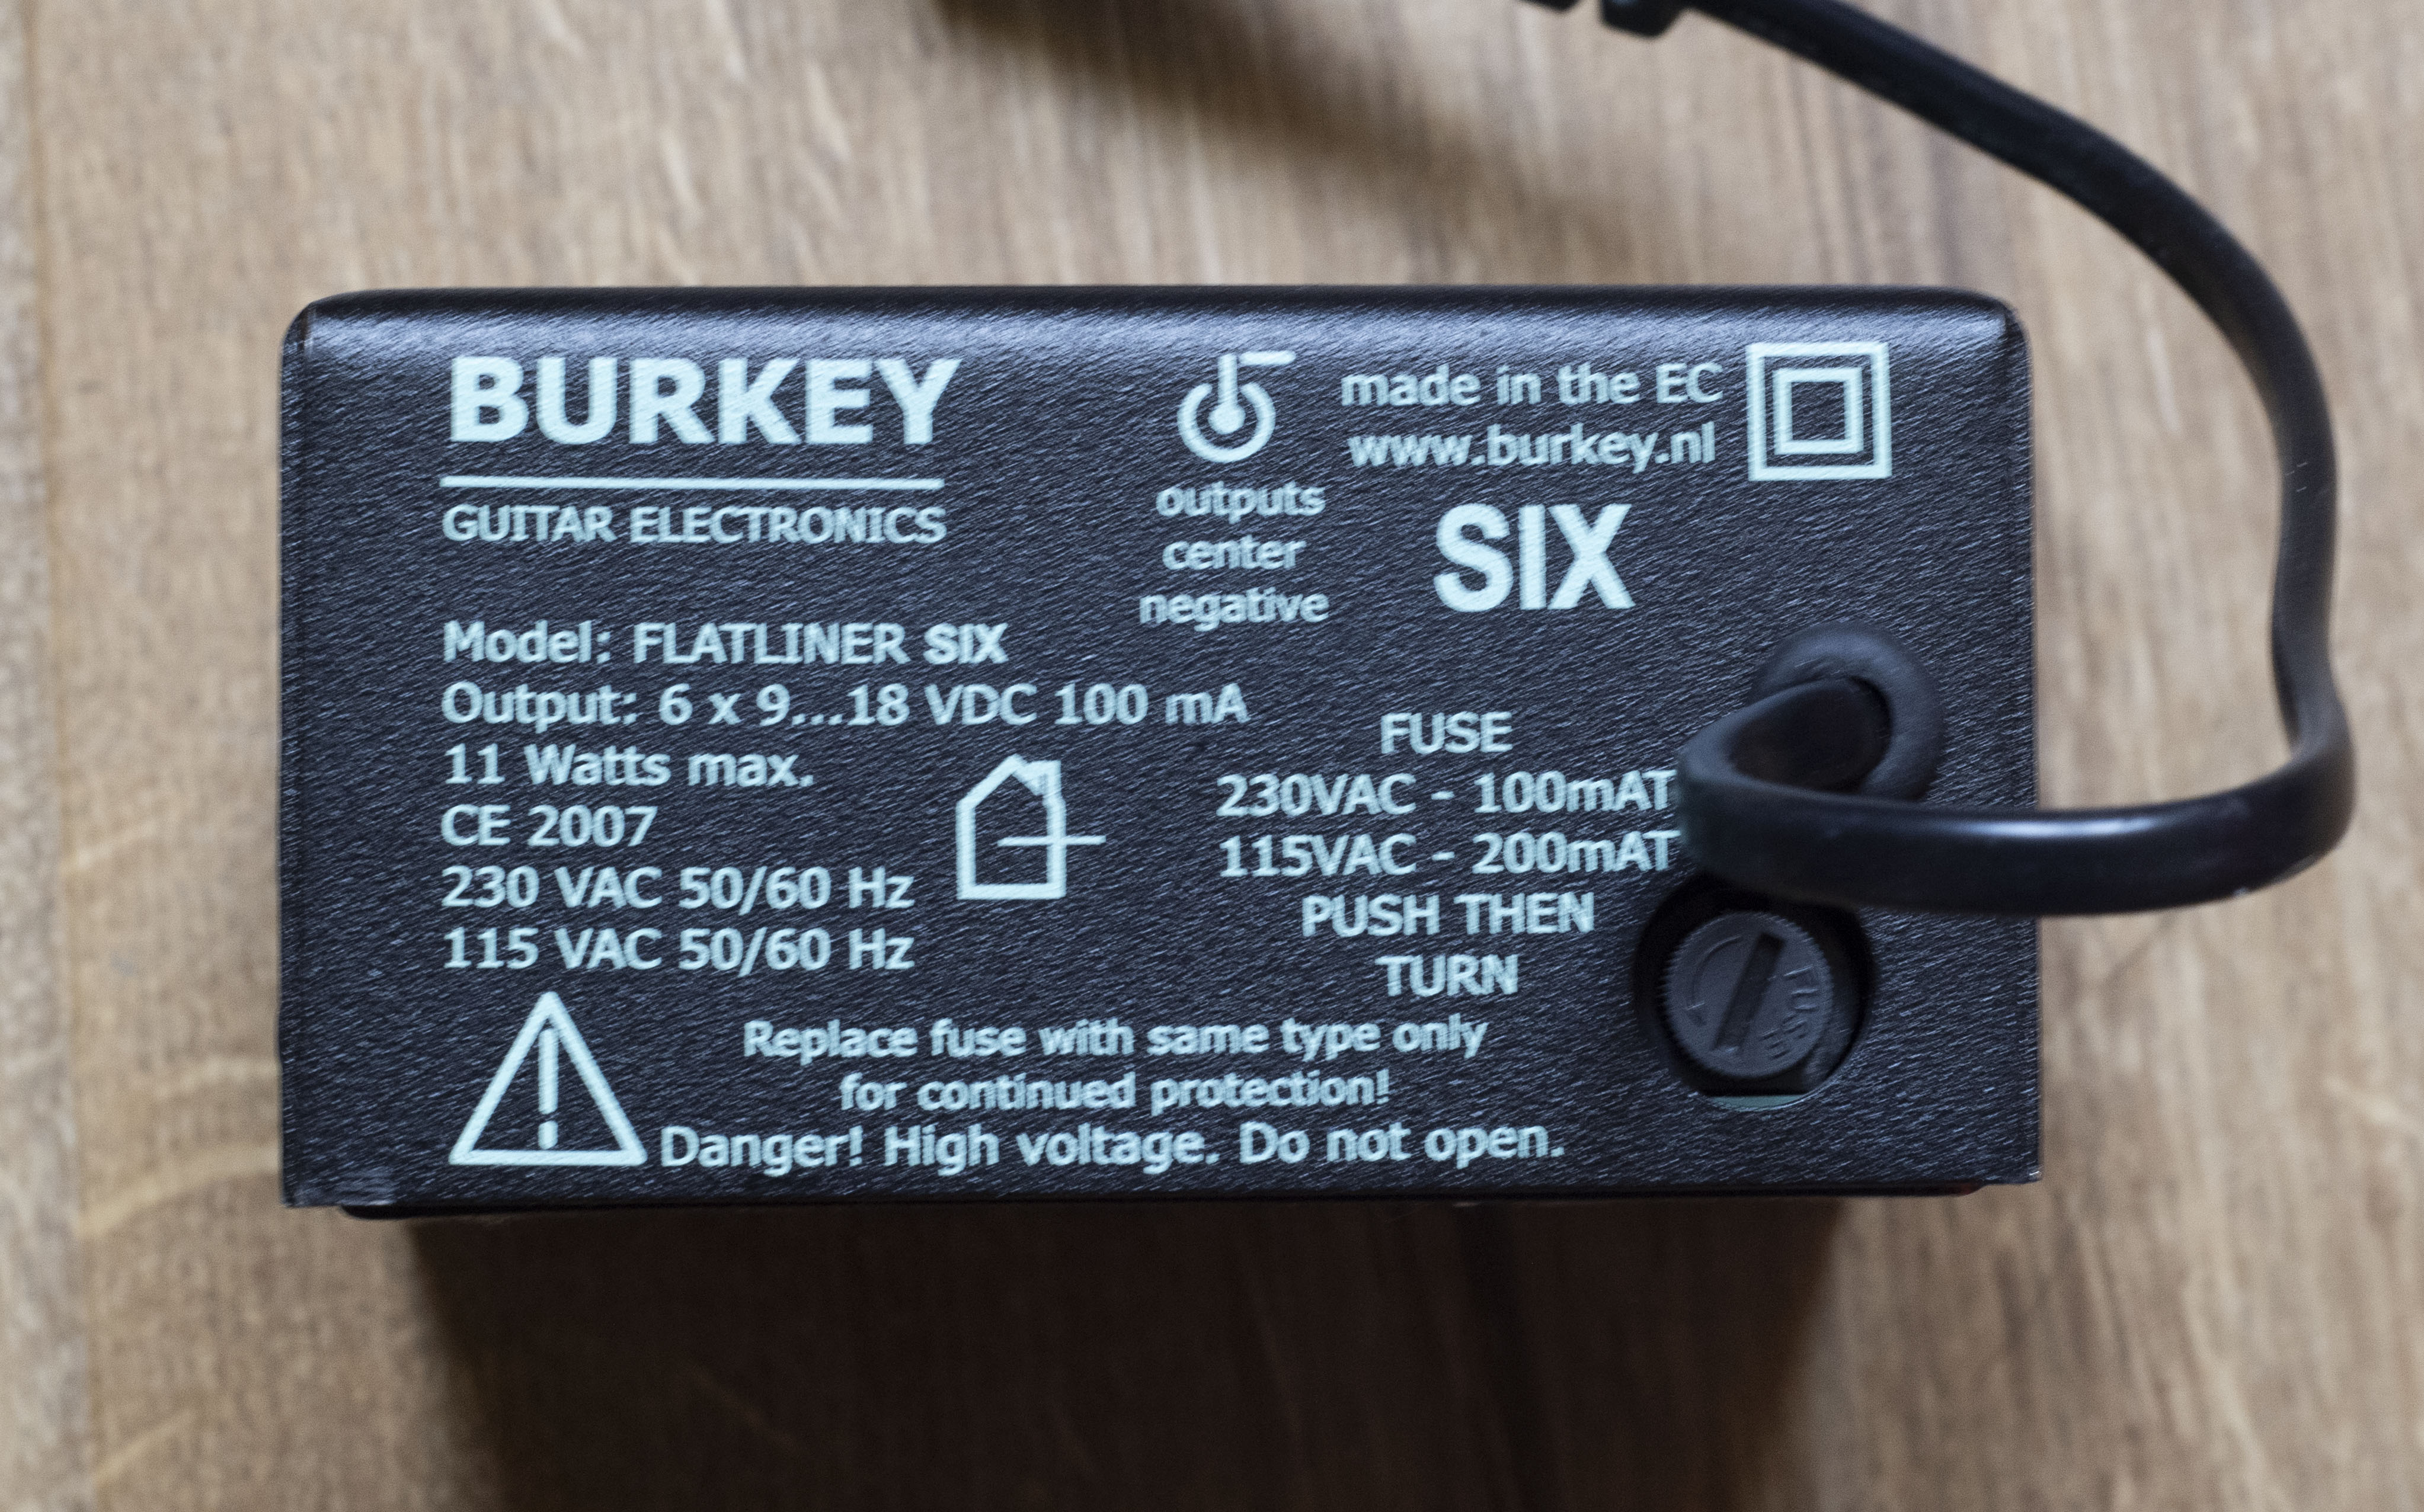 BURKEY
GUITAR ELECTRONICS
outputs
center
negative
made in the EC
www.burkey.nl
SIX
Model: FLATLINER SIX
Output: 6 x 9...18 VDC 100 mA
11 Watts max.
CE 2007
230 VAC 50/60 Hz
115 VAC 50/60 Hz
FUSE
230VAC - 100mAT
115VAC - 200mAT
PUSH THEN
TURN
FUSE
Replace fuse with same type only
for continued protection!
Danger! High voltage. Do not open.